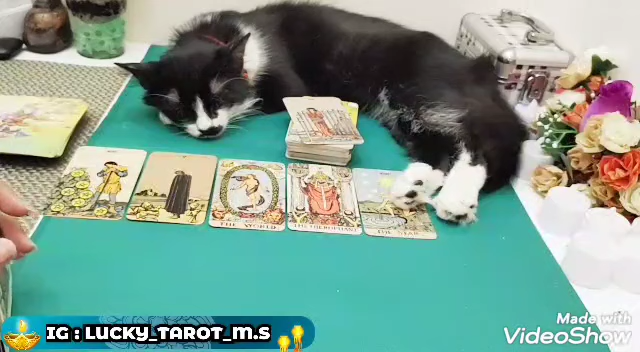 THE WORLD
THE HIEROPHANT
THE STAR
IG : LUCKY_TAROT_M.S
Made with
VideoShow